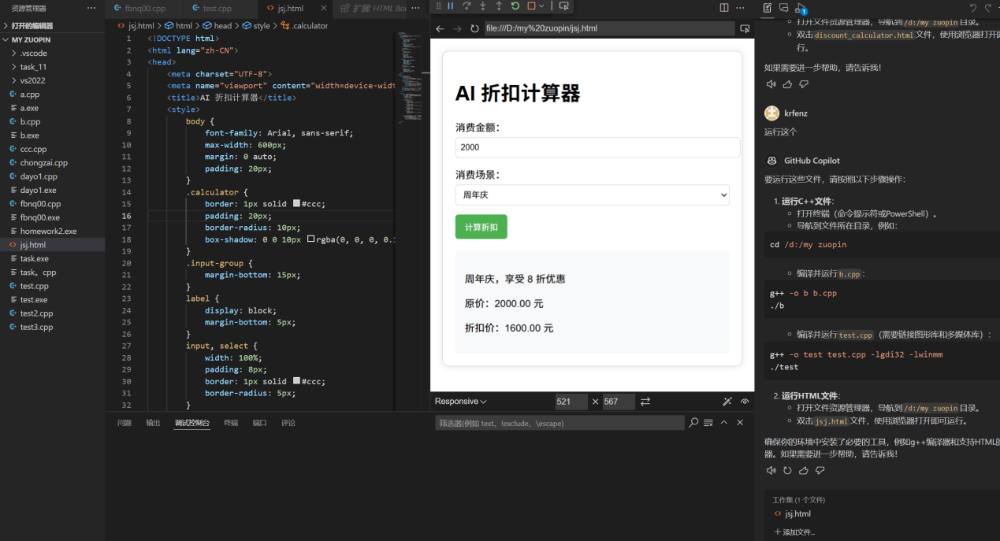 资源管理器
打开的编辑器
MY ZUOPIN
.vscode
task_11
vs2022
a.cpp
a.exe
b.cpp
b.exe
ccc.cpp
chongzai.cpp
dayo1.cpp
dayo1.exe
fbnq00.cpp
fbnq00.exe
homework2.exe
jsj.html
task.exe
task。cpp
test.cpp
test.exe
test2.cpp
test3.cpp
fbnq00.cpp
test.cpp
jsj.html
扩展: HTML Bo
jsj.html > html > head > style > .calculator
1 <!DOCTYPE html>
2 <html lang="zh-CN">
3 <head>
4 <meta charset="UTF-8">
5 <meta name="viewport" content="width=device-widt
6 <title>AI 折扣计算器</title>
7 <style>
8 body {
9 font-family: Arial, sans-serif;
10 max-width: 600px;
11 margin: 0 auto;
12 padding: 20px;
13 }
14 .calculator {
15 border: 1px solid #ccc;
16 padding: 20px;
17 border-radius: 10px;
18 box-shadow: 0 0 10px rgba(0, 0, 0, 0.1
19 }
20 .input-group {
21 margin-bottom: 15px;
22 }
23 label {
24 display: block;
25 margin-bottom: 5px;
26 }
27 input, select {
28 width: 100%;
29 padding: 8px;
30 border: 1px solid #ccc;
31 border-radius: 5px;
32 }
file:///D:/my%20zuopin/jsj.html
AI 折扣计算器
消费金额：
2000
消费场景：
周年庆
计算折扣
周年庆，享受 8 折优惠
原价：2000.00 元
折扣价：1600.00 元
Responsive 521 × 567
问题 输出 调试控制台 终端 端口 评论
筛选器(例如 text、!exclude、\escape)
1
打开文件资源管理器，导航到 /d:/my zuopin 目录。
双击 discount_calculator.html 文件，使用浏览器打开即
行。
如果需要进一步帮助，请告诉我！
krfenz
运行这个
GitHub Copilot
要运行这些文件，请按照以下步骤操作：
1. 运行C++文件：
打开终端（命令提示符或PowerShell）。
导航到文件所在目录，例如：
cd /d:/my zuopin
编译并运行 b.cpp：
g++ -o b b.cpp
./b
编译并运行 test.cpp（需要链接图形库和多媒体库）：
g++ -o test test.cpp -lgdi32 -lwinmm
./test
2. 运行HTML文件：
打开文件资源管理器，导航到 /d:/my zuopin 目录。
双击 jsj.html 文件，使用浏览器打开即可运行。
确保你的环境中安装了必要的工具，例如g++编译器和支持HTML的
器。如果需要进一步帮助，请告诉我！
工作集 (1 个文件)
jsj.html
添加文件...